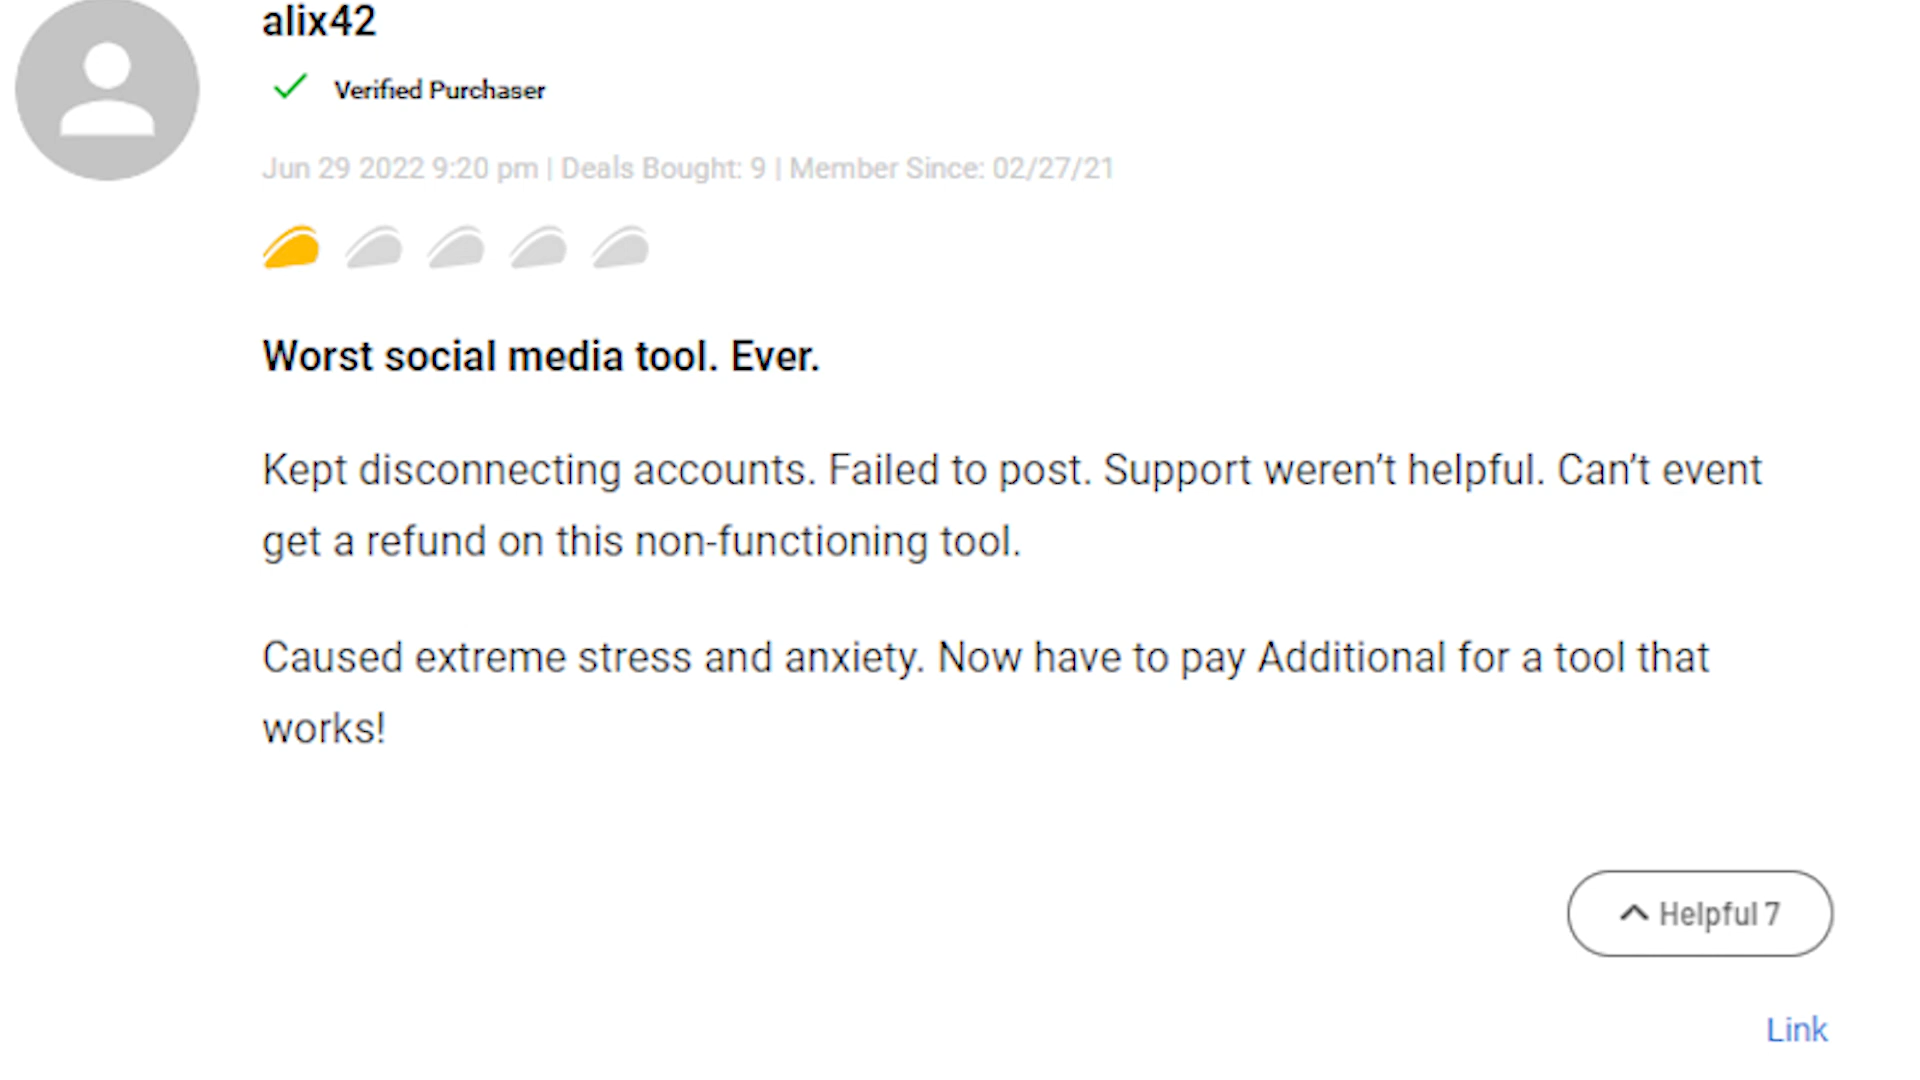 alix42
Verified Purchaser
Jun 29 2022 9:20 pm | Deals Bought: 9 | Member Since: 02/27/21
Worst social media tool. Ever.
Kept disconnecting accounts. Failed to post. Support weren’t helpful. Can’t event
get a refund on this non-functioning tool.
Caused extreme stress and anxiety. Now have to pay Additional for a tool that
works!
Helpful 7
Link